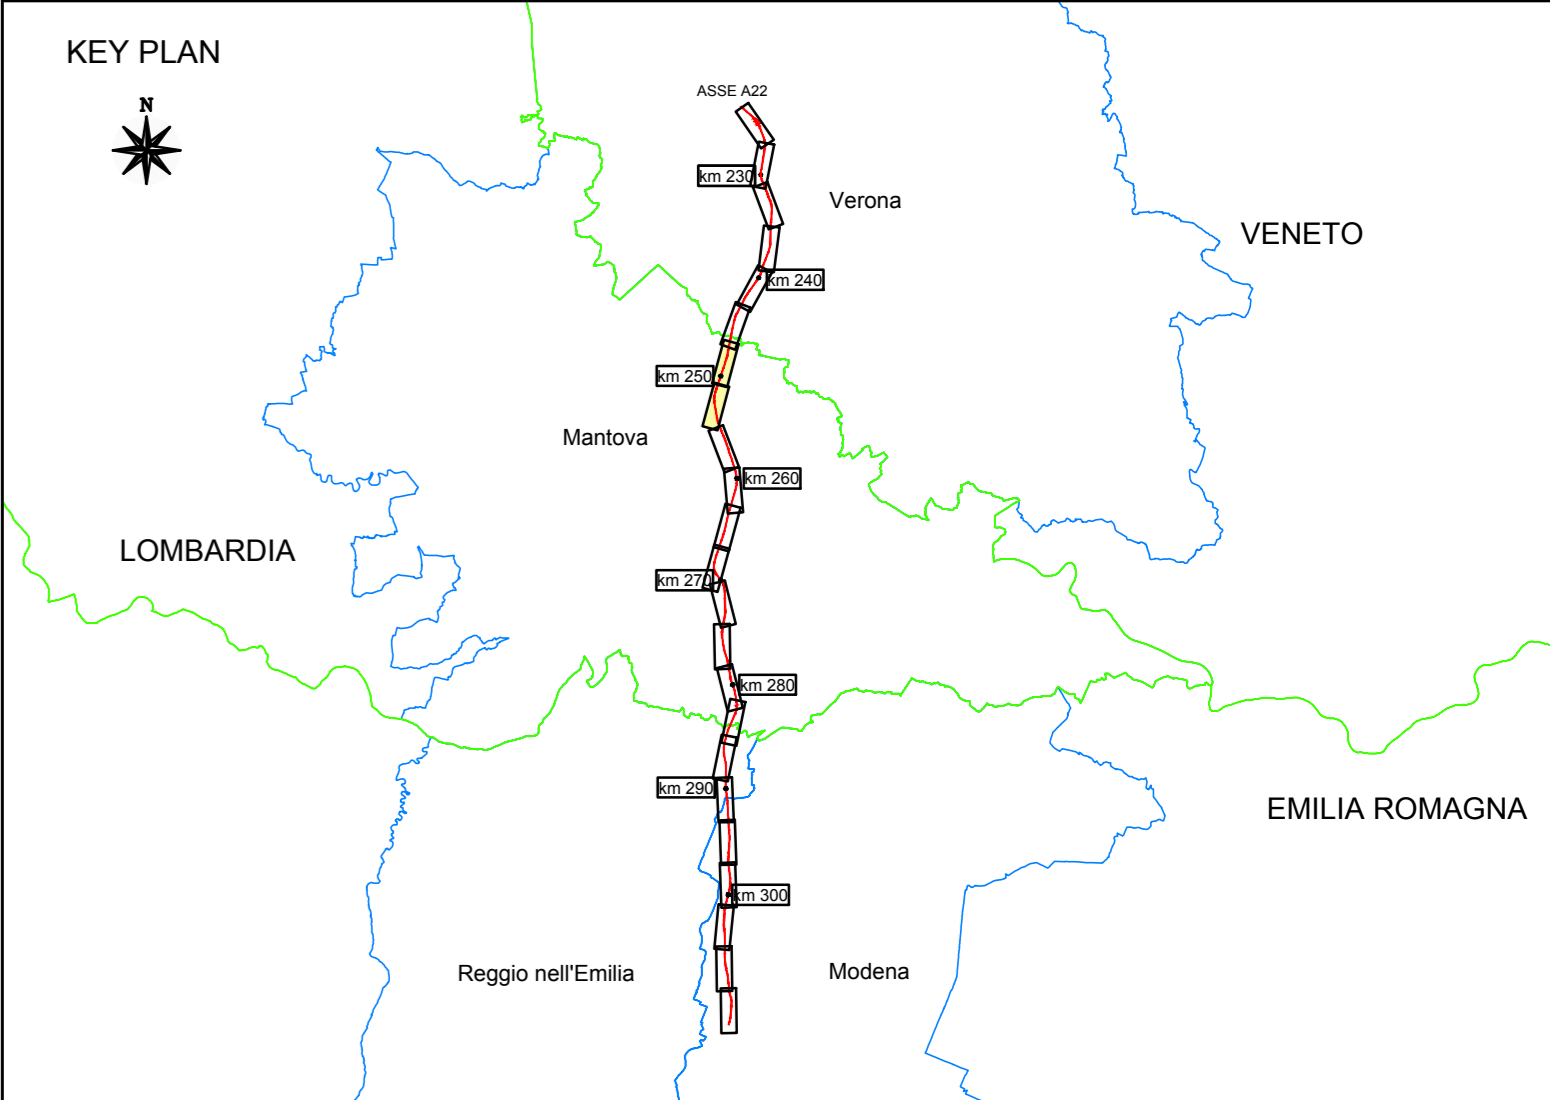 KEY PLAN
N
ASSE A22
km 230
Verona
VENETO
km 240
km 250
Mantova
km 260
LOMBARDIA
km 270
km 280
km 290
EMILIA ROMAGNA
km 300
Reggio nell'Emilia
Modena